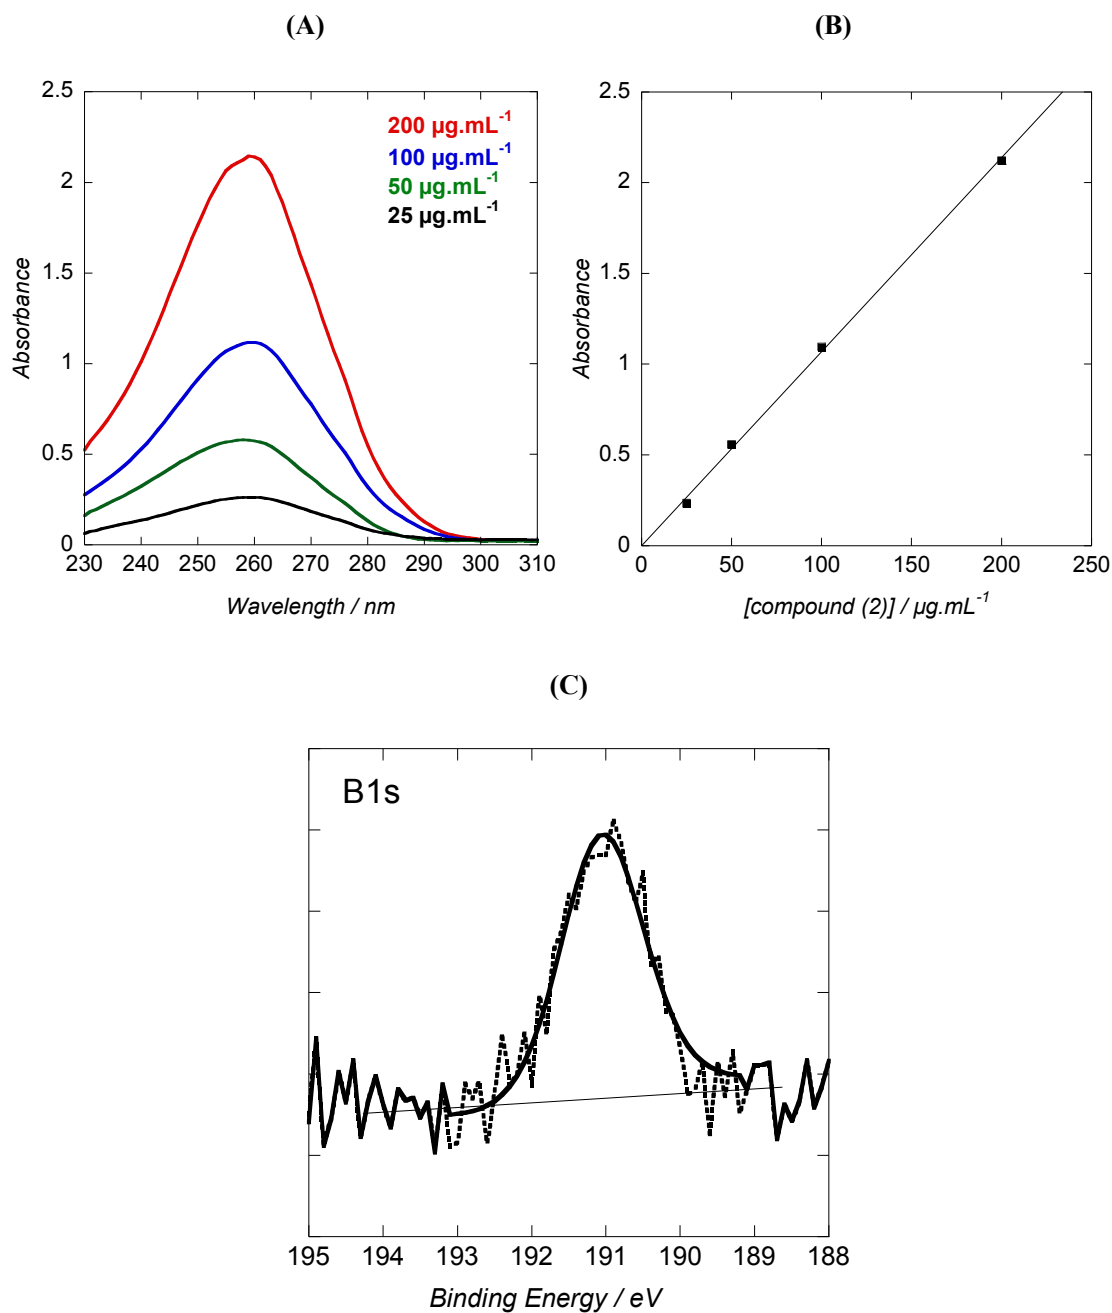 (A)
(B)
2.5
2
1.5
1
0.5
0
Absorbance
200 µg.mL⁻¹
100 µg.mL⁻¹
50 µg.mL⁻¹
25 µg.mL⁻¹
230 240 250 260 270 280 290 300 310
Wavelength / nm
2.5
2
1.5
1
0.5
0
Absorbance
0 50 100 150 200 250
[compound (2)] / µg.mL⁻¹
(C)
B1s
195 194 193 192 191 190 189 188
Binding Energy / eV